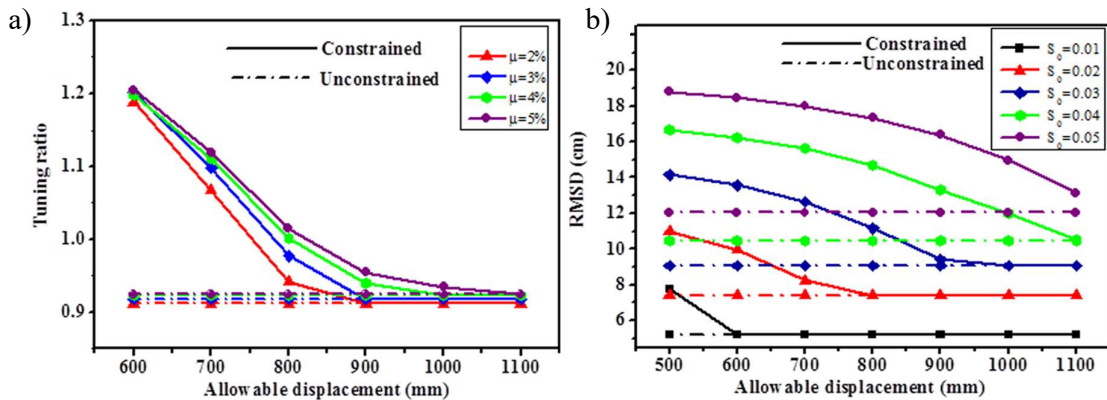 a)
1.3
1.2
1.1
1.0
0.9
Tuning ratio
Constrained
Unconstrained
μ=2%
μ=3%
μ=4%
μ=5%
600 700 800 900 1000 1100
Allowable displacement (mm)
b)
20
18
16
14
12
10
8
6
RMSD (cm)
Constrained
Unconstrained
S₀=0.01
S₀=0.02
S₀=0.03
S₀=0.04
S₀=0.05
500 600 700 800 900 1000 1100
Allowable displacement (mm)